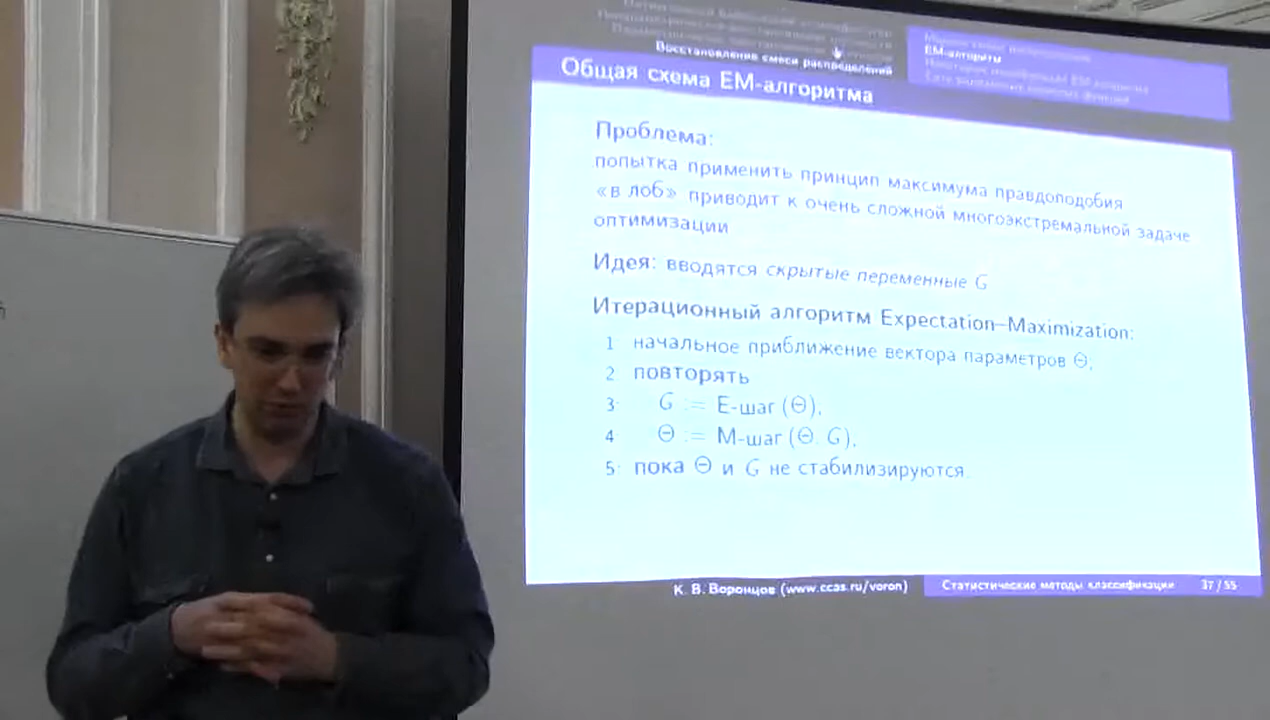 Восстановление смеси распределений
EM-алгоритм
Общая схема EM-алгоритма
Проблема:
попытка применить принцип максимума правдоподобия
«в лоб» приводит к очень сложной многоэкстремальной задаче
оптимизации
Идея: вводятся скрытые переменные G
Итерационный алгоритм Expectation–Maximization:
1 начальное приближение вектора параметров Θ;
2 повторять
3 G := E-шаг (Θ),
4 Θ := M-шаг (Θ, G),
5 пока Θ и G не стабилизируются.
К. В. Воронцов (www.ccas.ru/voron)
Статистические методы классификации 37 / 55